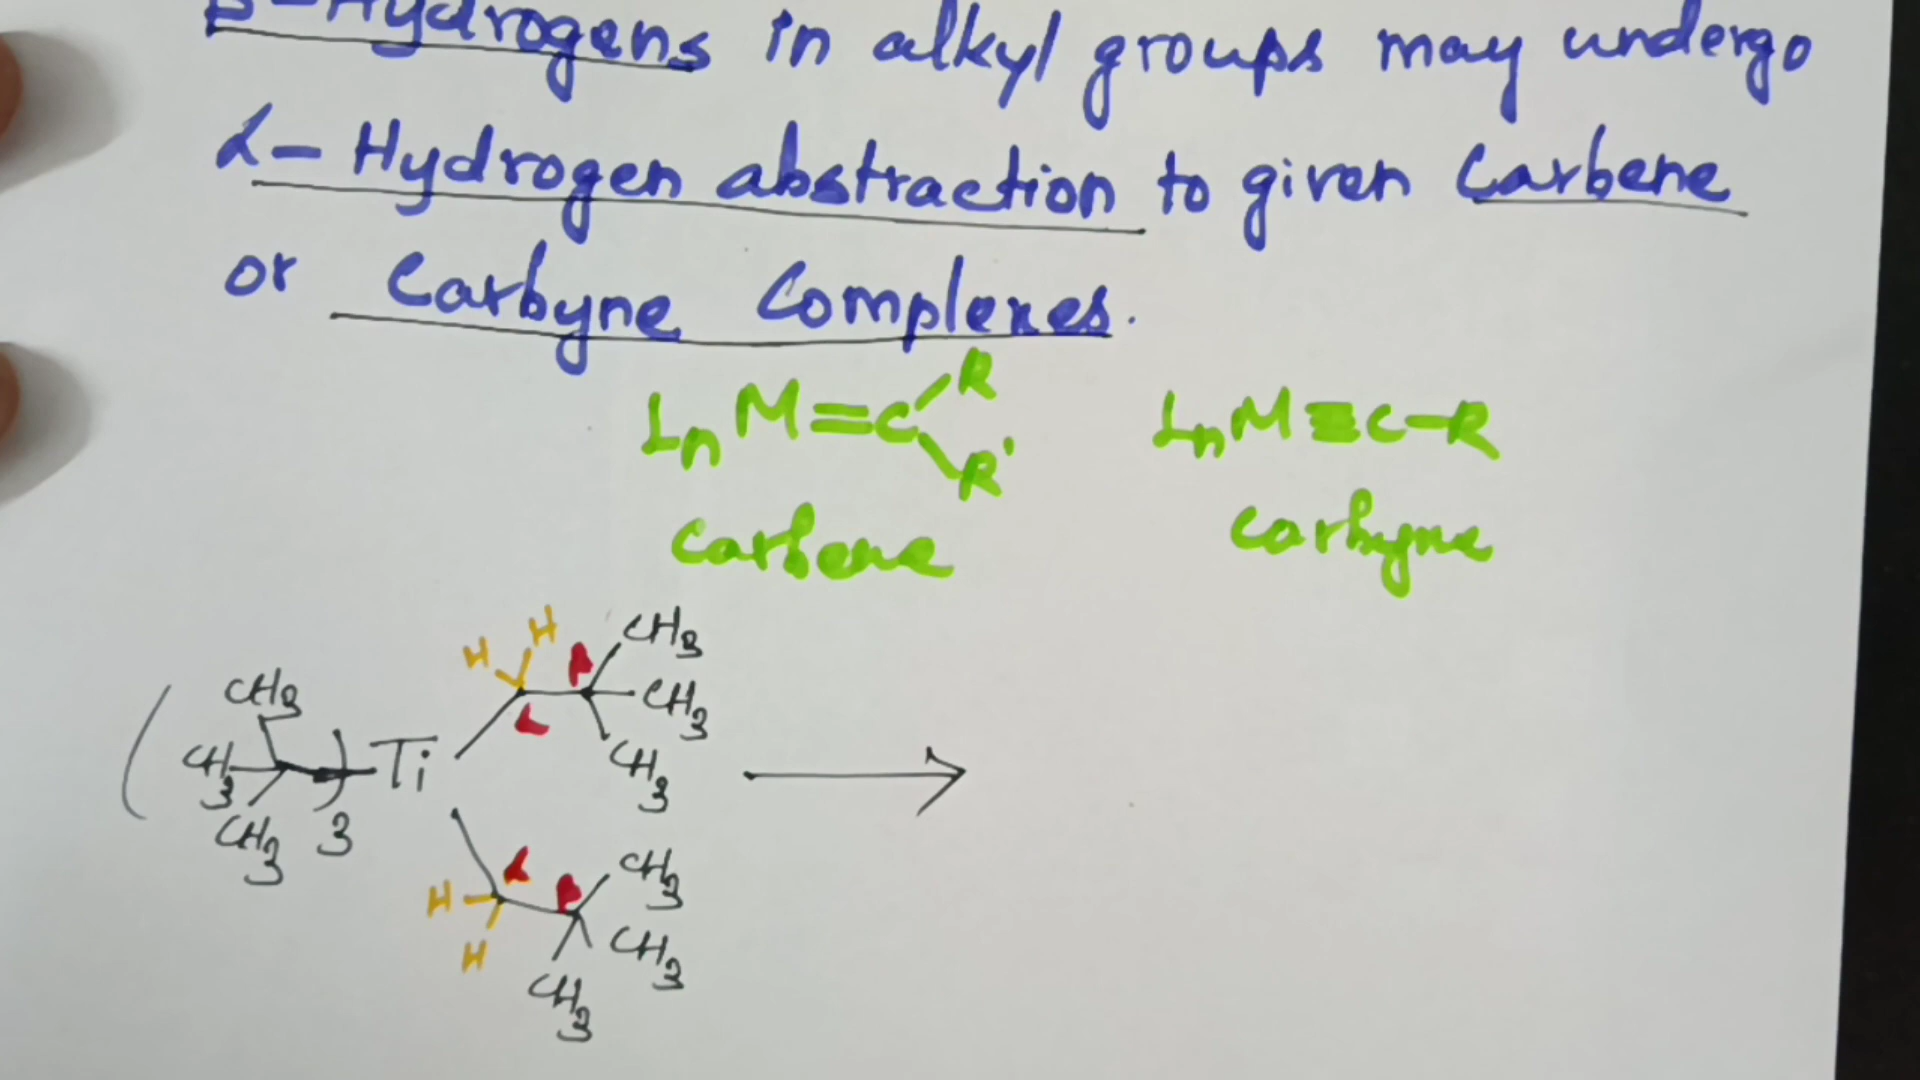 β-Hydrogens in alkyl groups may undergo
α- Hydrogen abstraction to given Carbene
or Carbyne Complexes.
LnM=C R R'
LnM≡C-R
carbene
carbyne
H H CH3
β
CH3 CH3
α
CH3 )3 Ti CH3
CH3
α CH3
H β
H CH3
CH3